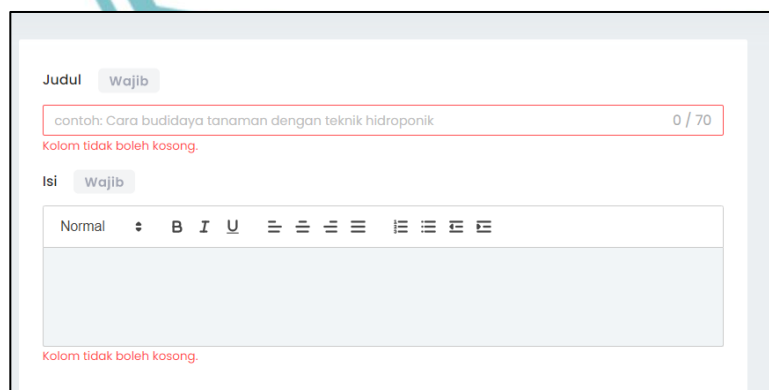 Judul Wajib
contoh: Cara budidaya tanaman dengan teknik hidroponik 0 / 70
Kolom tidak boleh kosong.
Isi Wajib
Normal B I U
Kolom tidak boleh kosong.